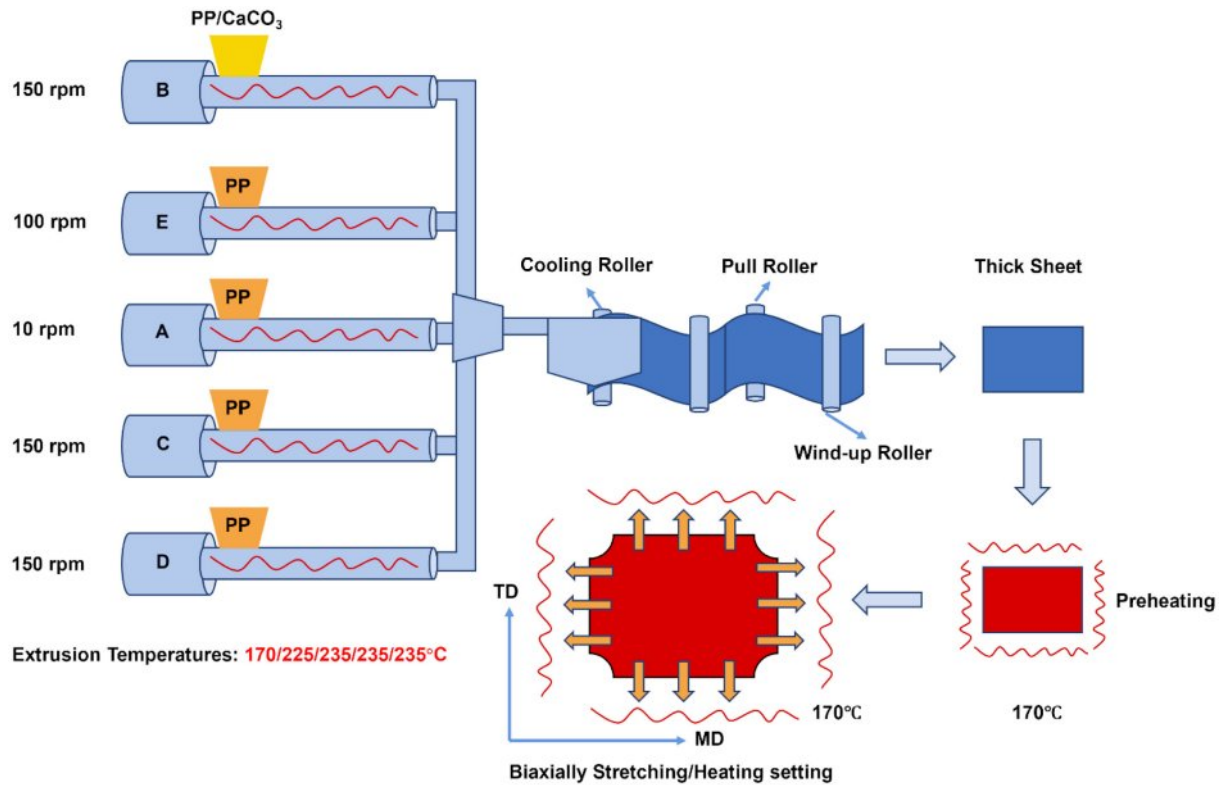 PP/CaCO₃
150 rpm
B
PP
100 rpm
E
PP
10 rpm
A
PP
150 rpm
C
PP
150 rpm
D
Extrusion Temperatures: 170/225/235/235/235°C
Cooling Roller
Pull Roller
Wind-up Roller
Thick Sheet
Preheating
170℃
170℃
TD
MD
Biaxially Stretching/Heating setting